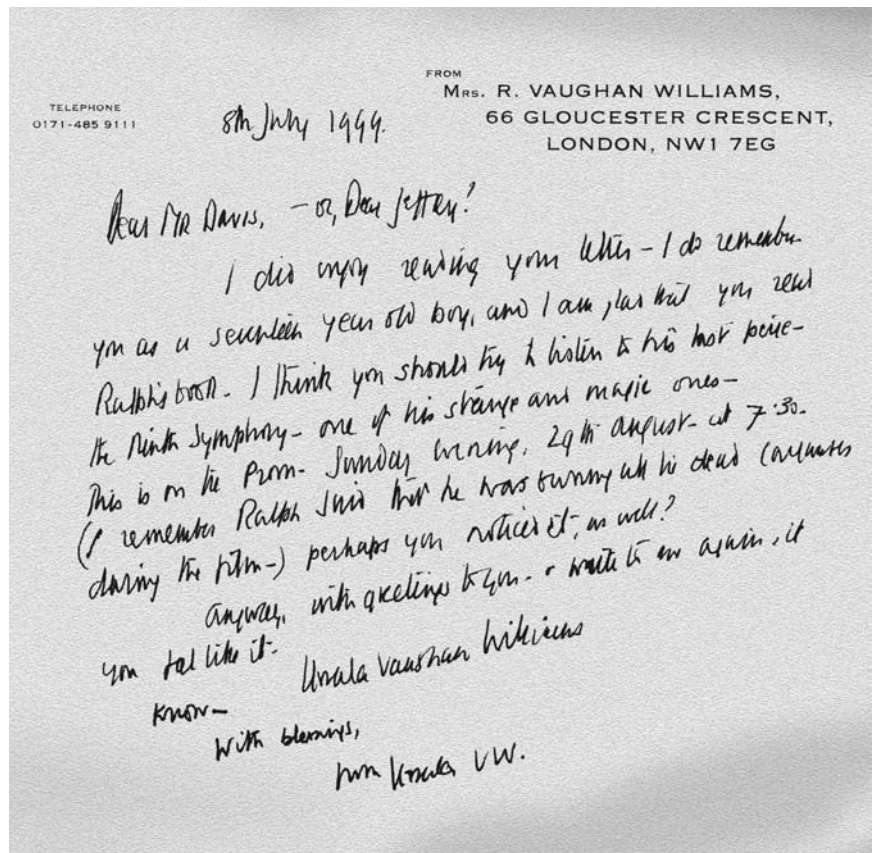 FROM
MRS. R. VAUGHAN WILLIAMS,
66 GLOUCESTER CRESCENT,
LONDON, NW1 7EG
TELEPHONE
0171-485 9111
8th July 1999.
Dear Mr Davis, – or, Dear Jeffrey?
I did enjoy reading your letter – I do remember
you as a seventeen year old boy, and I am glad that you read
Ralph's book. I think you should try to listen to his last piece –
the Ninth Symphony – one of his strange and magic ones –
This is on the Prom – Sunday evening, 29th August – at 7.30.
(I remember Ralph said that he was all the dead
during the film –) perhaps you noticed it, as well?
Anyway, with greetings to you – & write to me again, if
you feel like it.
Ursula Vaughan Williams
Know –
With blessings,
from Ursula VW.